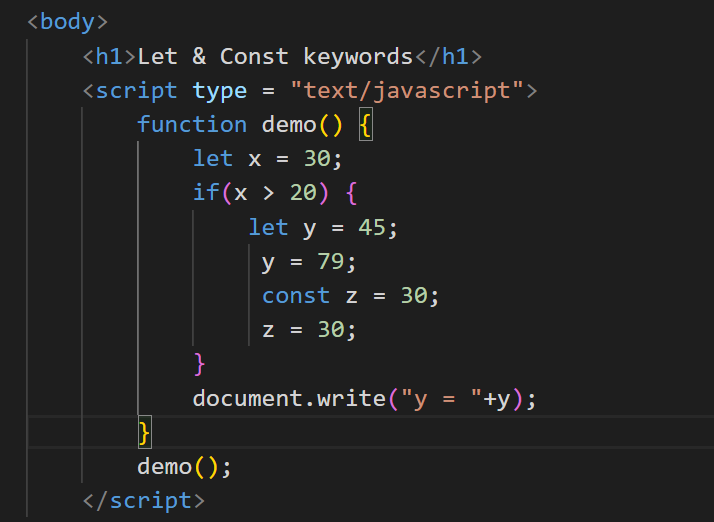 <body>
<h1>Let & Const keywords</h1>
<script type = "text/javascript">
function demo() {
let x = 30;
if(x > 20) {
let y = 45;
y = 79;
const z = 30;
z = 30;
}
document.write("y = "+y);
}
demo();
</script>